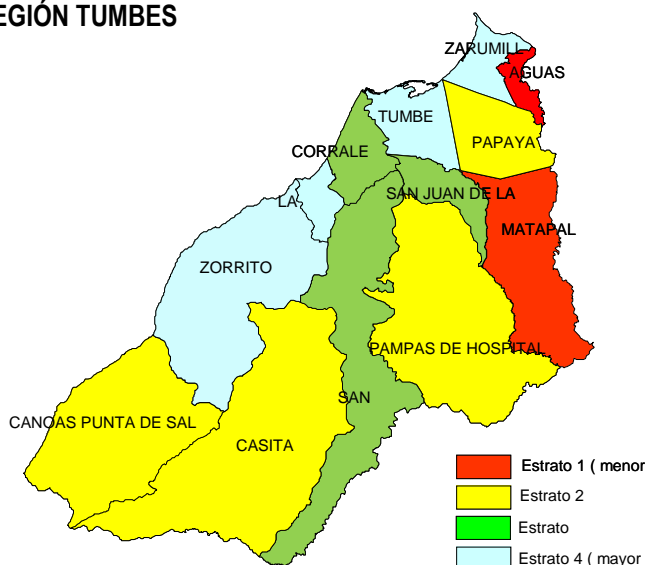 EGIÓN TUMBES
ZARUMILL
AGUAS
TUMBE
PAPAYA
CORRALE
SAN JUAN DE LA
LA
MATAPAL
ZORRITO
PAMPAS DE HOSPITAL
SAN
CANOAS PUNTA DE SAL
CASITA
Estrato 1 ( menor
Estrato 2
Estrato
Estrato 4 ( mayor